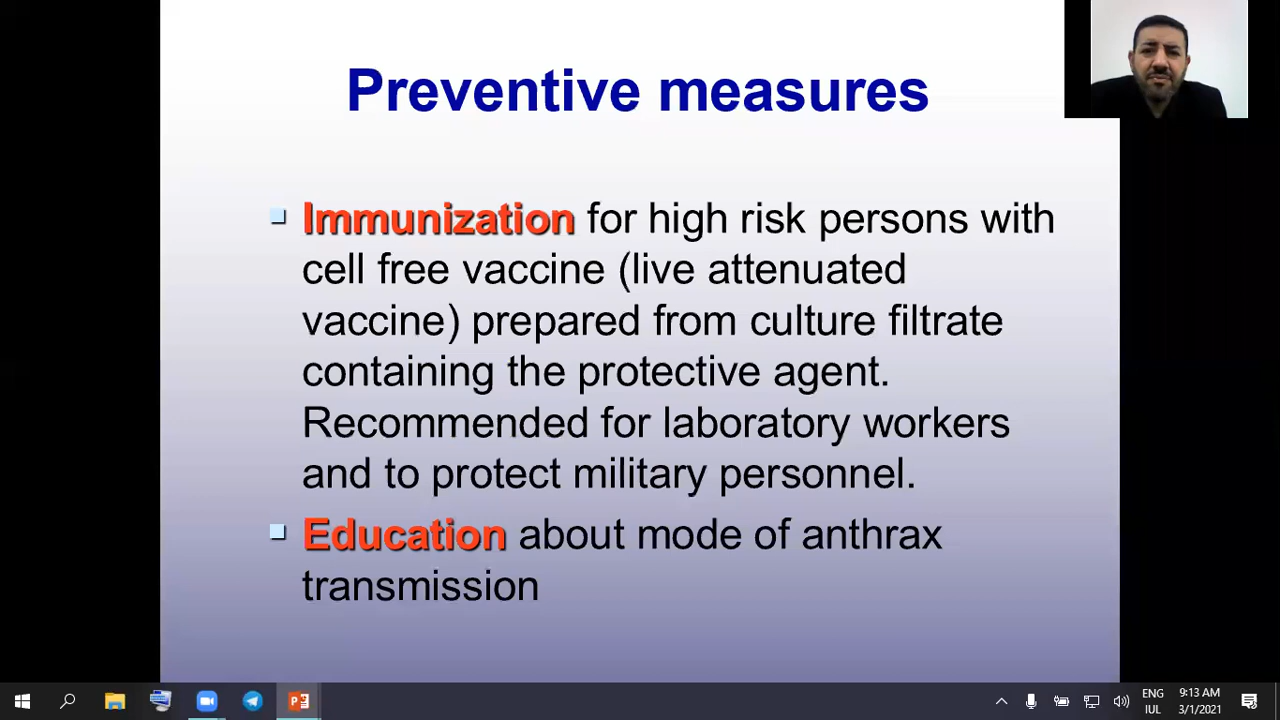 Preventive measures
Immunization for high risk persons with
cell free vaccine (live attenuated
vaccine) prepared from culture filtrate
containing the protective agent.
Recommended for laboratory workers
and to protect military personnel.
Education about mode of anthrax
transmission
ENG
IUL
9:13 AM
3/1/2021